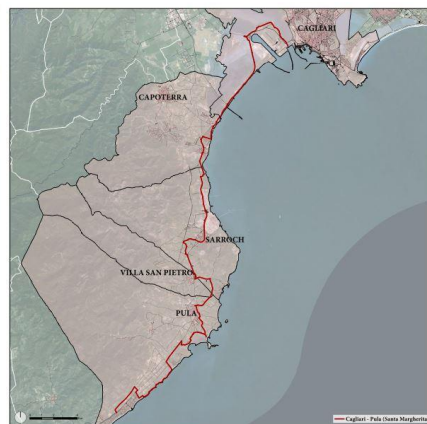 CAGLIARI
CAPOTERRA
SARROCH
VILLA SAN PIETRO
PULA
Cagliari - Pula (Santa Margherita)